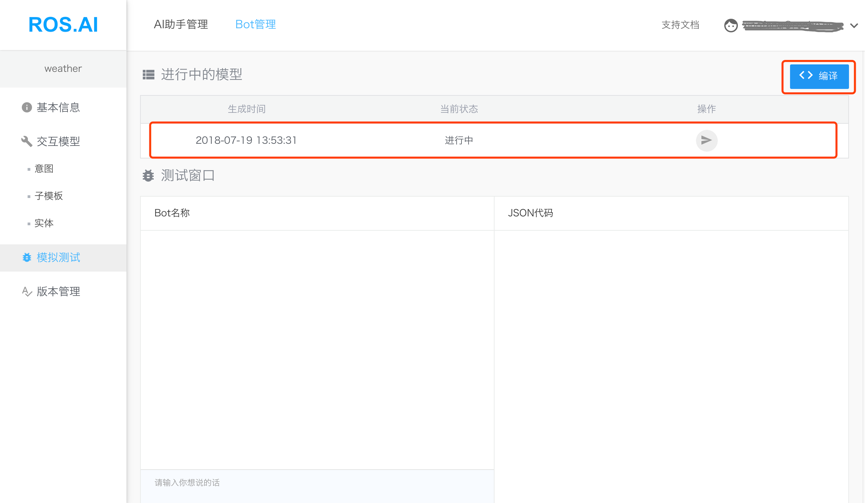 ROS.AI
AI助手管理 Bot管理 支持文档
weather
基本信息
交互模型
意图
子模板
实体
模拟测试
版本管理
进行中的模型
编译
生成时间 当前状态 操作
2018-07-19 13:53:31 进行中
测试窗口
Bot名称 JSON代码
请输入你想说的话